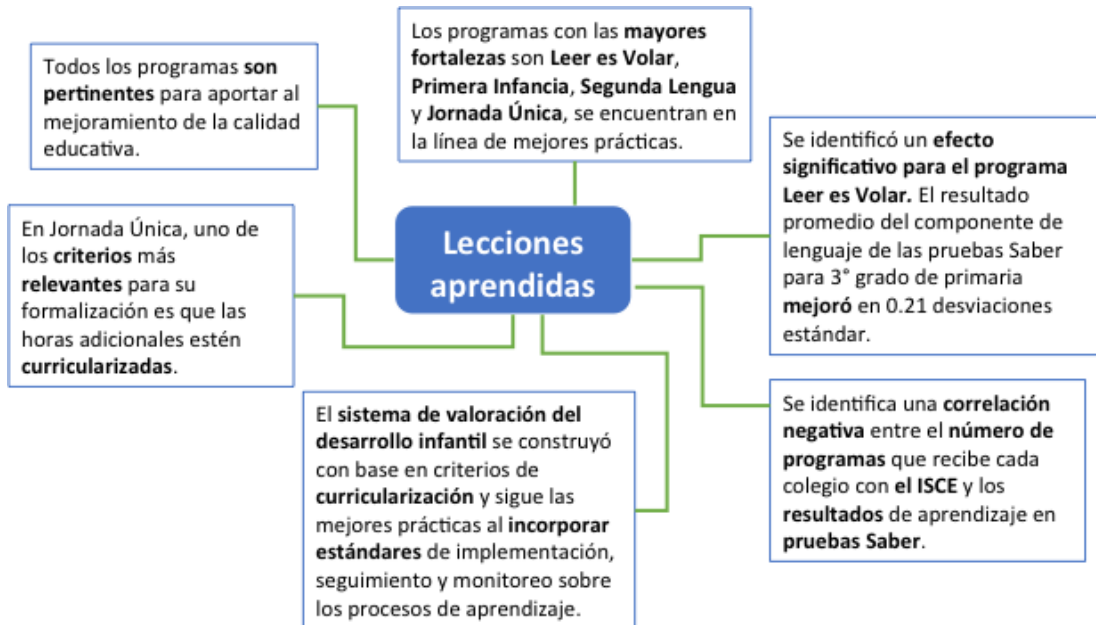 Todos los programas son
pertinentes para aportar al
mejoramiento de la calidad
educativa.
Los programas con las mayores
fortalezas son Leer es Volar,
Primera Infancia, Segunda Lengua
y Jornada Única, se encuentran en
la línea de mejores prácticas.
Se identificó un efecto
significativo para el programa
Leer es Volar. El resultado
promedio del componente de
lenguaje de las pruebas Saber
para 3° grado de primaria
mejoró en 0.21 desviaciones
estándar.
En Jornada Única, uno de
los criterios más
relevantes para su
formalización es que las
horas adicionales estén
curricularizadas.
Lecciones
aprendidas
El sistema de valoración del
desarrollo infantil se construyó
con base en criterios de
curricularización y sigue las
mejores prácticas al incorporar
estándares de implementación,
seguimiento y monitoreo sobre
los procesos de aprendizaje.
Se identifica una correlación
negativa entre el número de
programas que recibe cada
colegio con el ISCE y los
resultados de aprendizaje en
pruebas Saber.